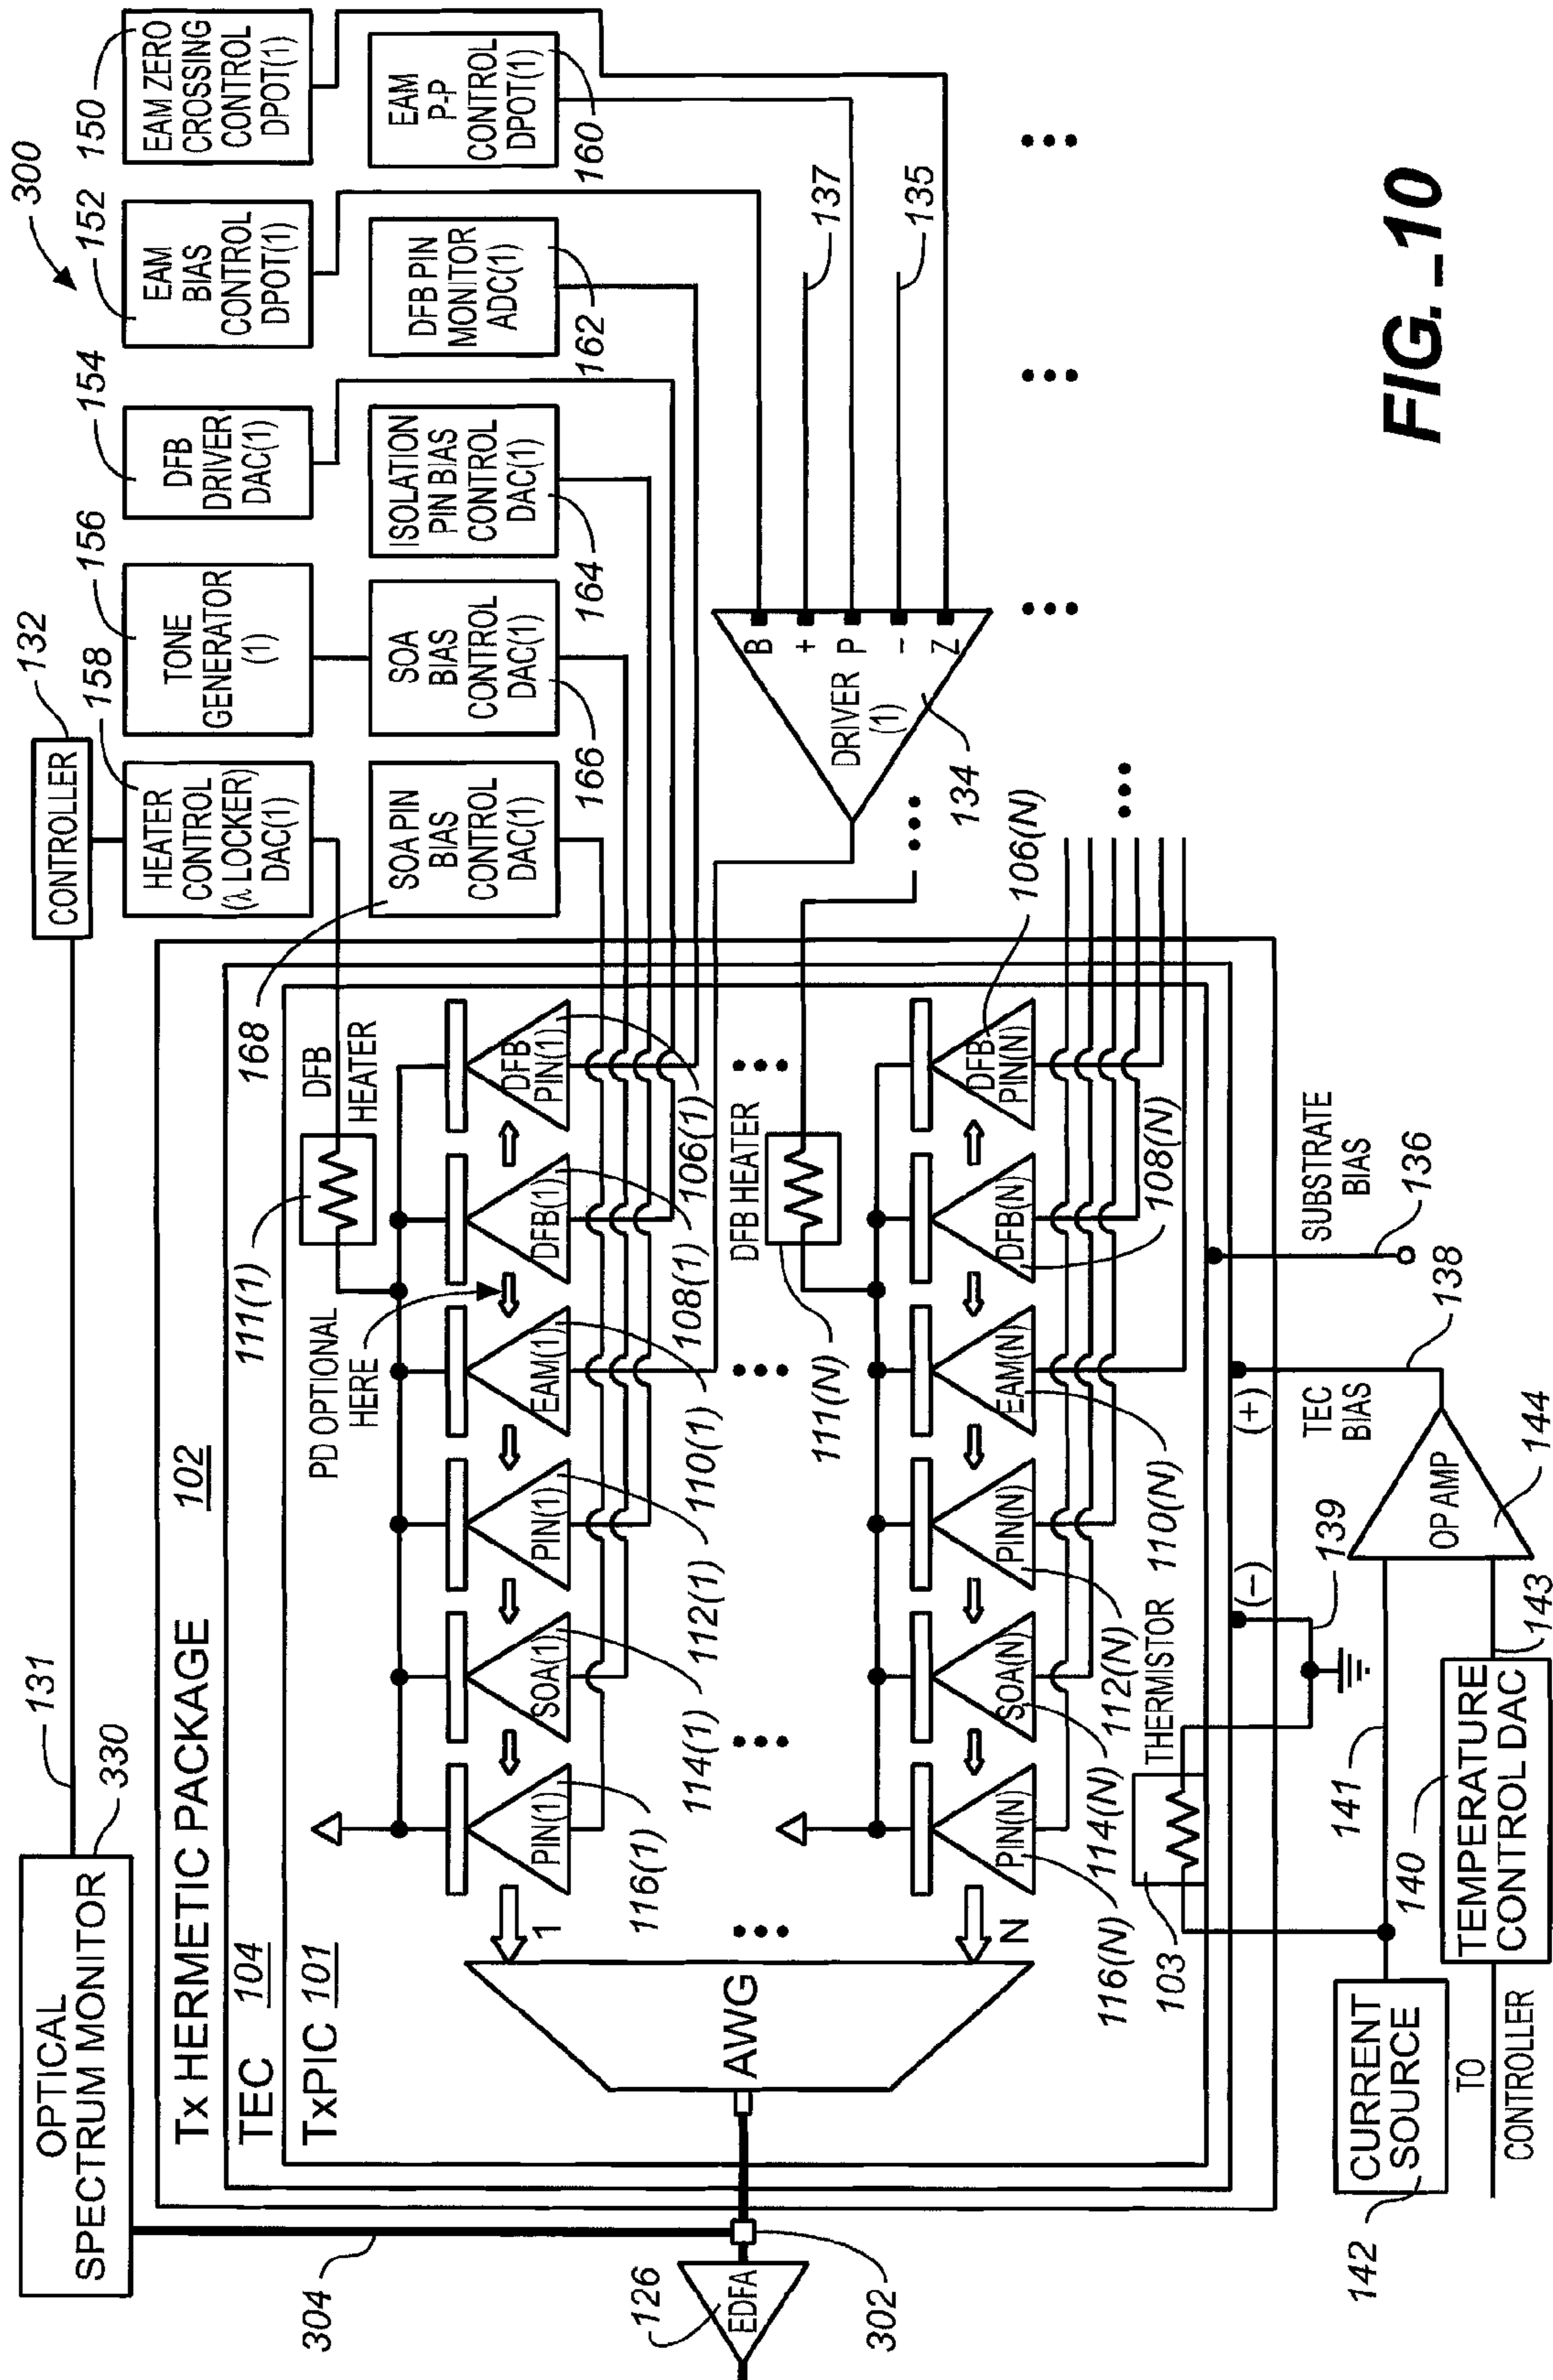 300
OPTICAL
SPECTRUM MONITOR
330
131
CONTROLLER
132
158
156
154
152
150
HEATER
CONTROL
(λ LOCKER)
DAC(1)
TONE
GENERATOR
(1)
DFB
DRIVER
DAC(1)
EAM
BIAS
CONTROL
DPOT(1)
EAM ZERO
CROSSING
CONTROL
DPOT(1)
SOA PIN
BIAS
CONTROL
DAC(1)
SOA
BIAS
CONTROL
DAC(1)
ISOLATION
PIN BIAS
CONTROL
DAC(1)
DFB PIN
MONITOR
ADC(1)
EAM
P-P
CONTROL
DPOT(1)
168
166
164
162
160
Tx HERMETIC PACKAGE
102
TEC
104
TxPIC 101
111(1)
DFB
HEATER
PD OPTIONAL
HERE
PIN(1)
SOA(1)
PIN(1)
EAM(1)
DFB(1)
DFB
PIN(1)
116(1)
114(1)
112(1)
110(1)
108(1)
106(1)
1
304
126
EDFA
302
AWG
N
DFB HEATER
111(N)
PIN(N)
SOA(N)
PIN(N)
EAM(N)
DFB(N)
DFB
PIN(N)
106(N)
116(N)
114(N)
112(N)
110(N)
108(N)
103
THERMISTOR
DRIVER
(1)
134
B
+
P
-
Z
137
135
(-)
(+)
139
TEC
BIAS
138
SUBSTRATE
BIAS
136
CURRENT
SOURCE
142
141
OP AMP
144
140
143
TEMPERATURE
CONTROL DAC
TO
CONTROLLER
FIG._10